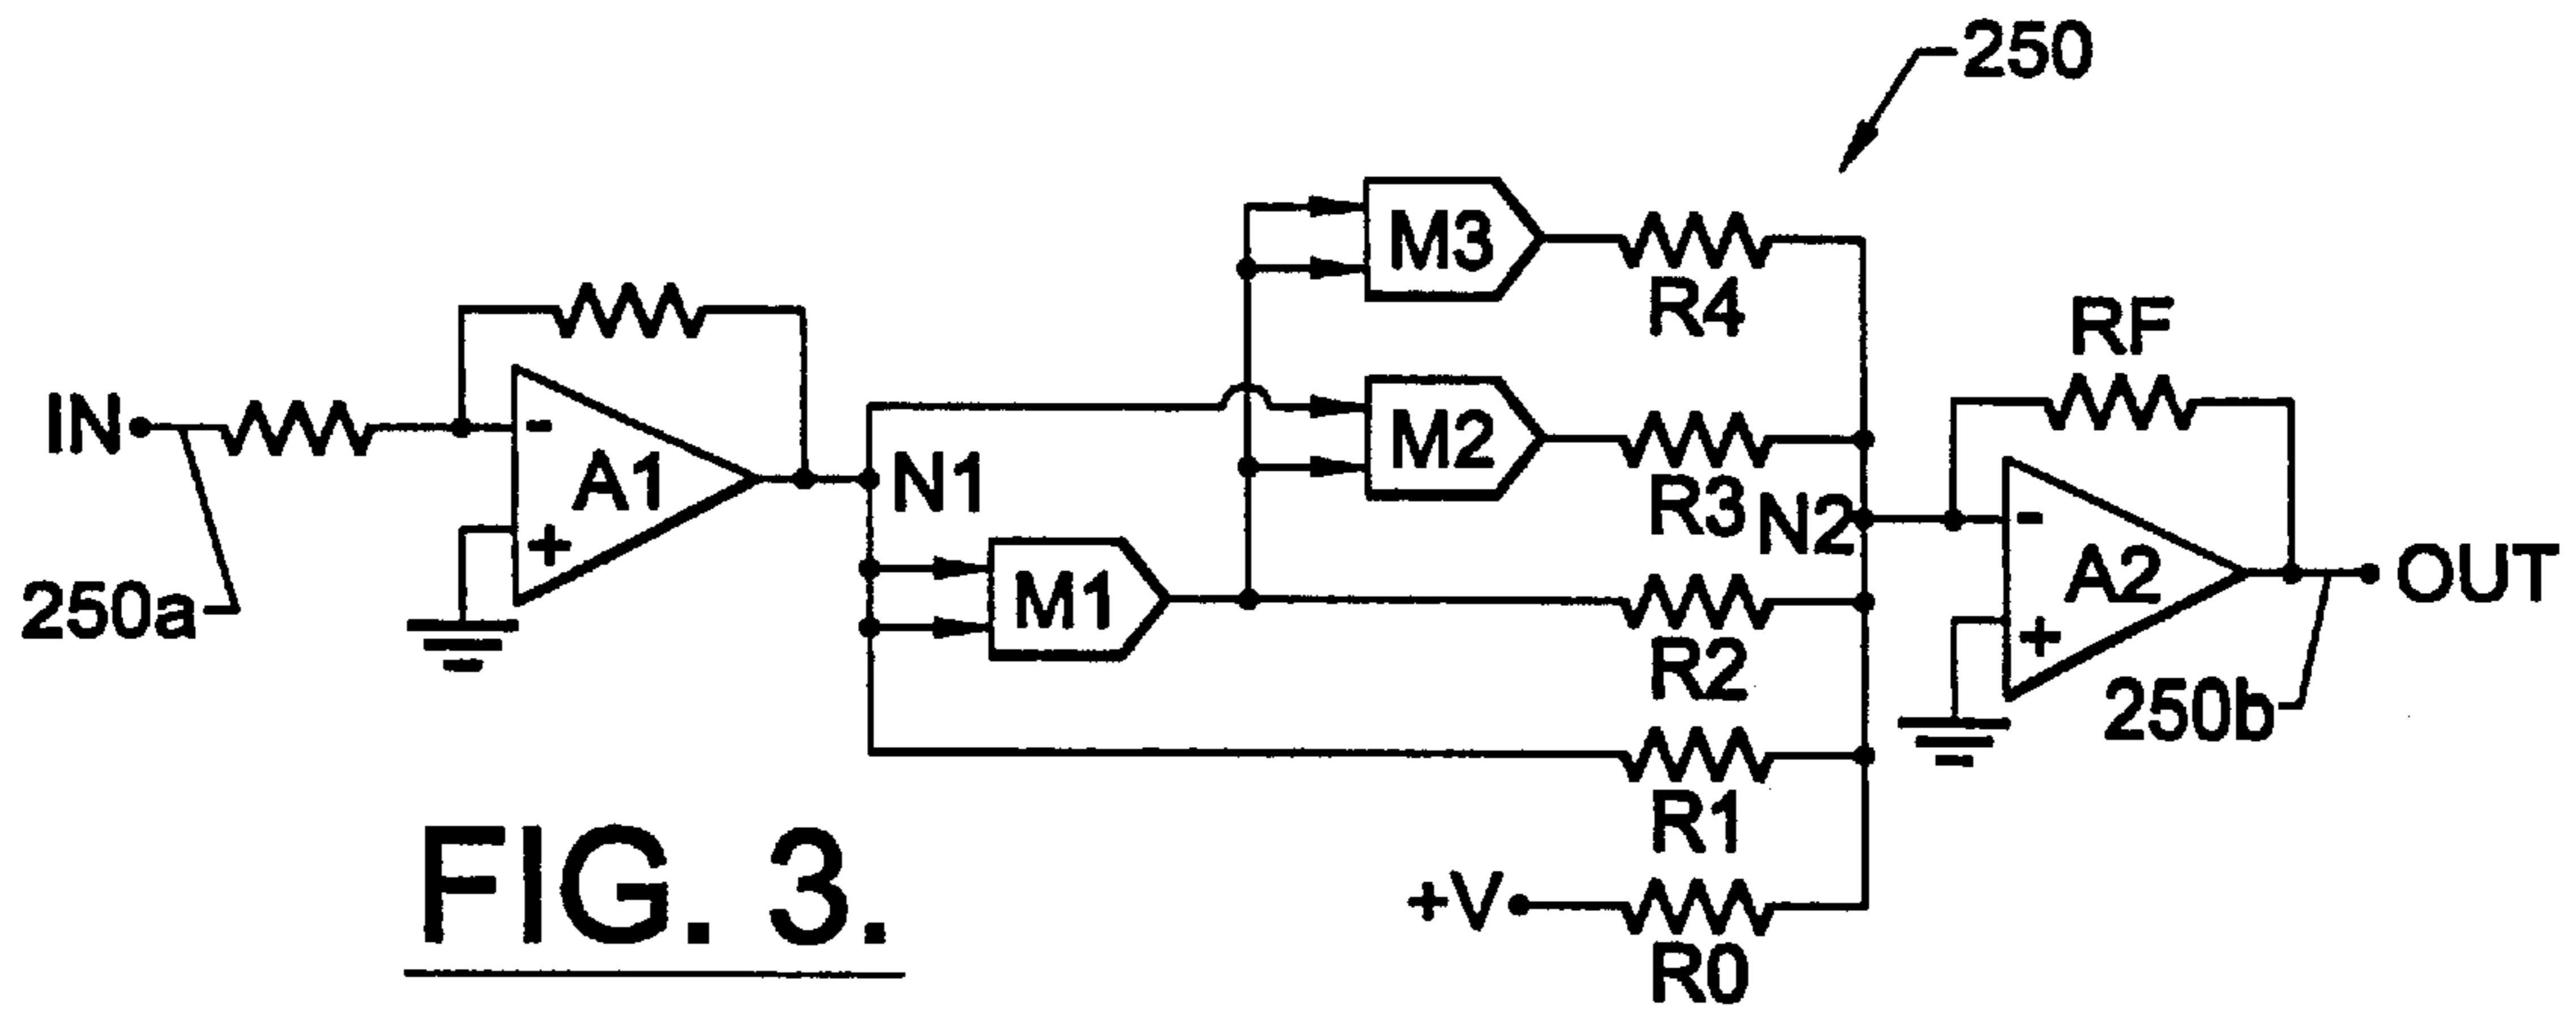 250
M3
R4
RF
IN
-
A1
+
N1
M2
R3
N2
-
A2
+
OUT
250a
M1
R2
250b
R1
+V
R0
FIG. 3.